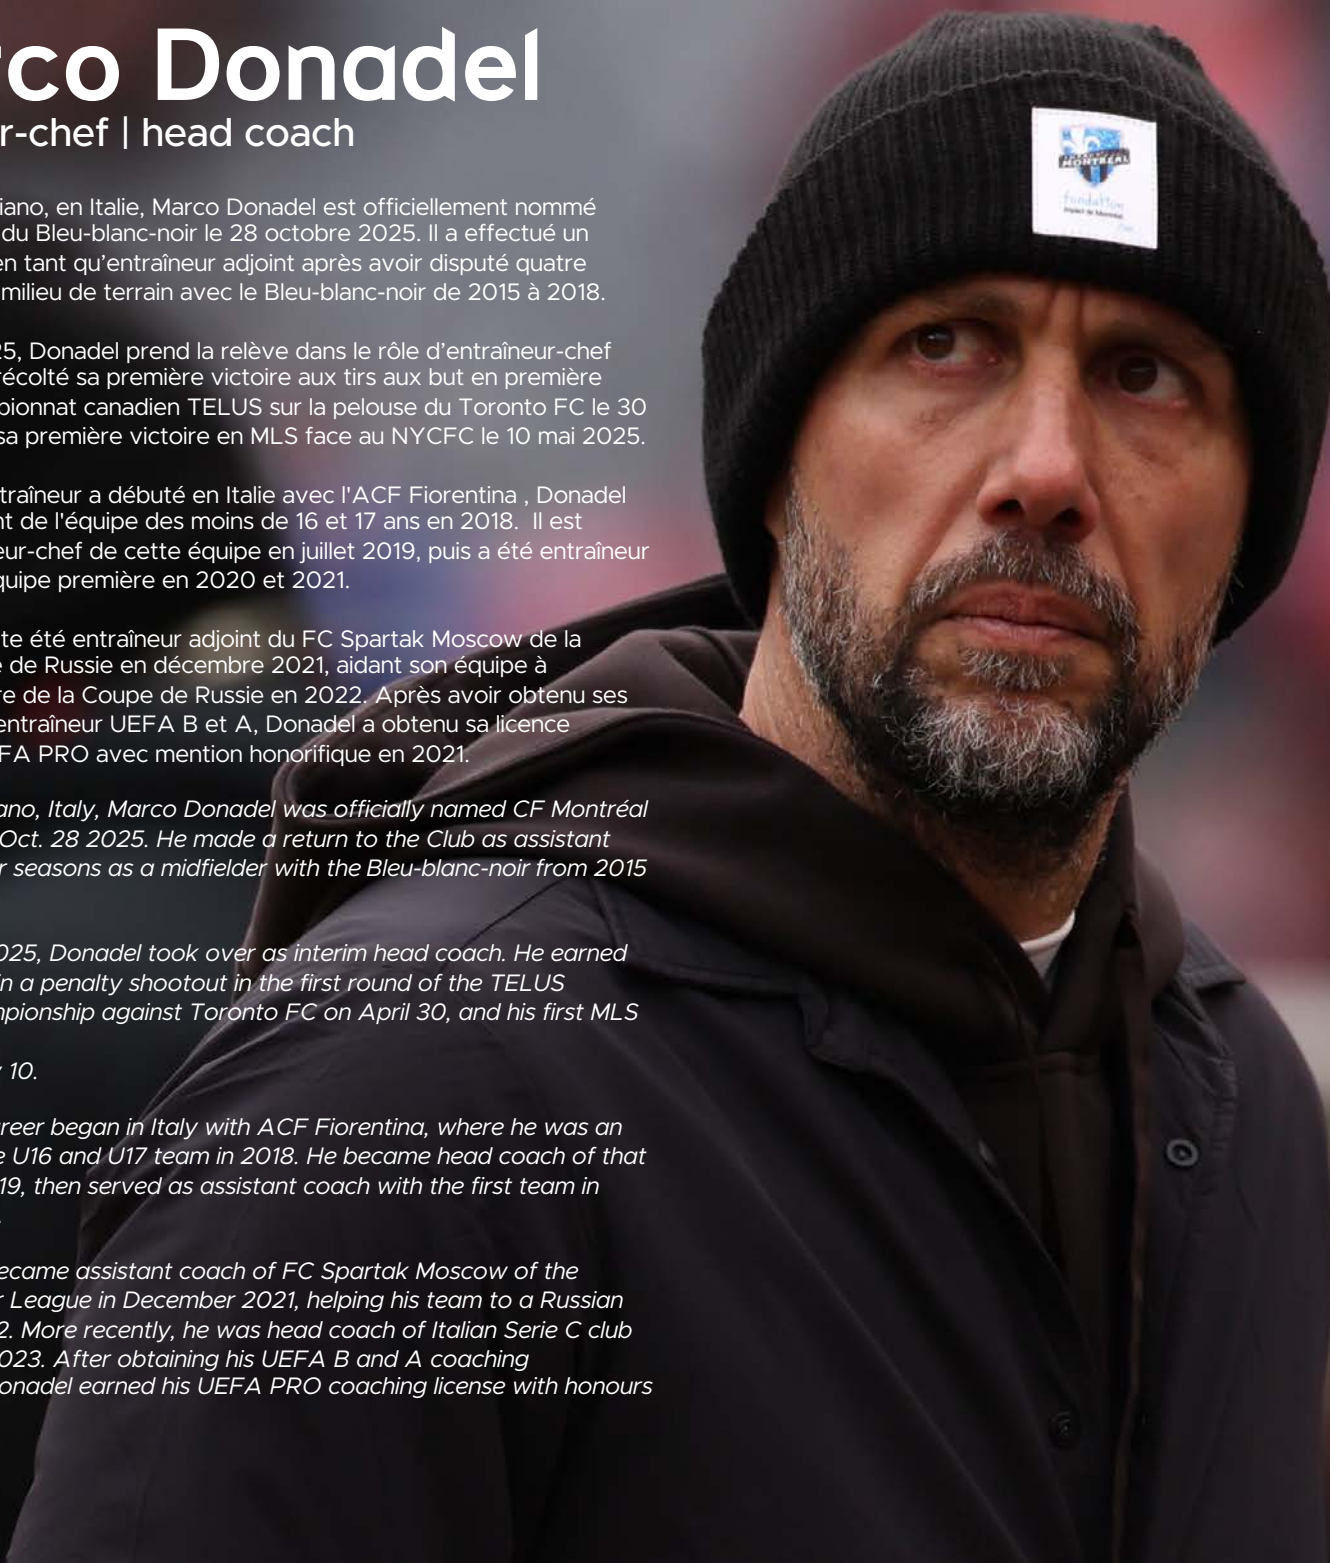 rco Donadel
r-chef | head coach
iano, en Italie, Marco Donadel est officiellement nommé
du Bleu-blanc-noir le 28 octobre 2025. Il a effectué un
en tant qu’entraîneur adjoint après avoir disputé quatre
milieu de terrain avec le Bleu-blanc-noir de 2015 à 2018.
25, Donadel prend la relève dans le rôle d’entraîneur-chef
récolté sa première victoire aux tirs aux but en première
pionnat canadien TELUS sur la pelouse du Toronto FC le 30
sa première victoire en MLS face au NYCFC le 10 mai 2025.
traîneur a débuté en Italie avec l'ACF Fiorentina , Donadel
nt de l'équipe des moins de 16 et 17 ans en 2018.  Il est
eur-chef de cette équipe en juillet 2019, puis a été entraîneur
quipe première en 2020 et 2021.
te été entraîneur adjoint du FC Spartak Moscow de la
e de Russie en décembre 2021, aidant son équipe à
re de la Coupe de Russie en 2022. Après avoir obtenu ses
entraîneur UEFA B et A, Donadel a obtenu sa licence
FA PRO avec mention honorifique en 2021.
ano, Italy, Marco Donadel was officially named CF Montréal
Oct. 28 2025. He made a return to the Club as assistant
r seasons as a midfielder with the Bleu-blanc-noir from 2015
025, Donadel took over as interim head coach. He earned
in a penalty shootout in the first round of the TELUS
mpionship against Toronto FC on April 30, and his first MLS
y 10.
reer began in Italy with ACF Fiorentina, where he was an
e U16 and U17 team in 2018. He became head coach of that
19, then served as assistant coach with the first team in
.
ecame assistant coach of FC Spartak Moscow of the
r League in December 2021, helping his team to a Russian
2. More recently, he was head coach of Italian Serie C club
023. After obtaining his UEFA B and A coaching
onadel earned his UEFA PRO coaching license with honours
MONTRÉAL
fondation
Impact de Montréal